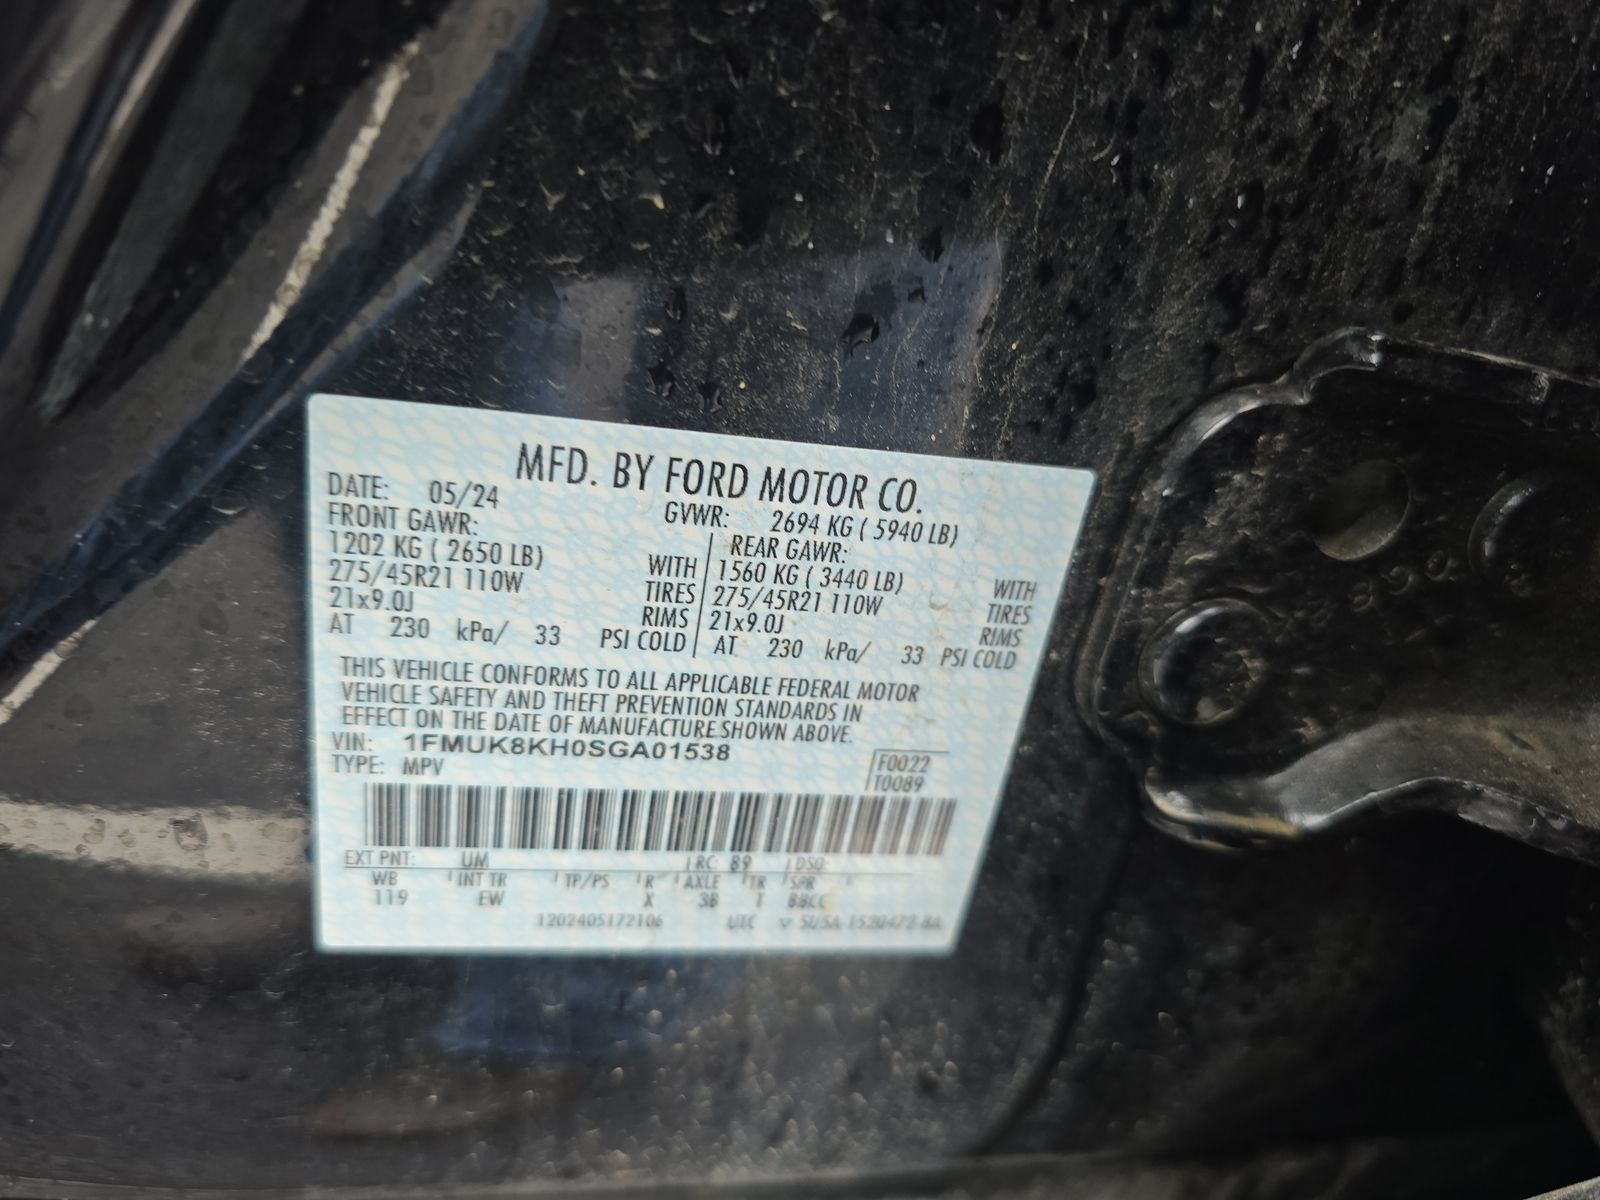 MFD. BY FORD MOTOR CO.
DATE: 05/24 GVWR: 2694 KG ( 5940 LB)
FRONT GAWR: REAR GAWR:
1202 KG ( 2650 LB) WITH 1560 KG ( 3440 LB) WITH
275/45R21 110W TIRES 275/45R21 110W TIRES
21x9.0J RIMS 21x9.0J RIMS
AT 230 kPa/ 33 PSI COLD AT 230 kPa/ 33 PSI COLD
THIS VEHICLE CONFORMS TO ALL APPLICABLE FEDERAL MOTOR
VEHICLE SAFETY AND THEFT PREVENTION STANDARDS IN
EFFECT ON THE DATE OF MANUFACTURE SHOWN ABOVE.
VIN: 1FMUK8KH0SGA01538
TYPE: MPV
F0022
T0089
EXT PNT: UM RC: 89 DSO:
WB INT TR TP/PS R AXLE TR SPR
119 EW X 3B T BBCC
1202405172106 UTC